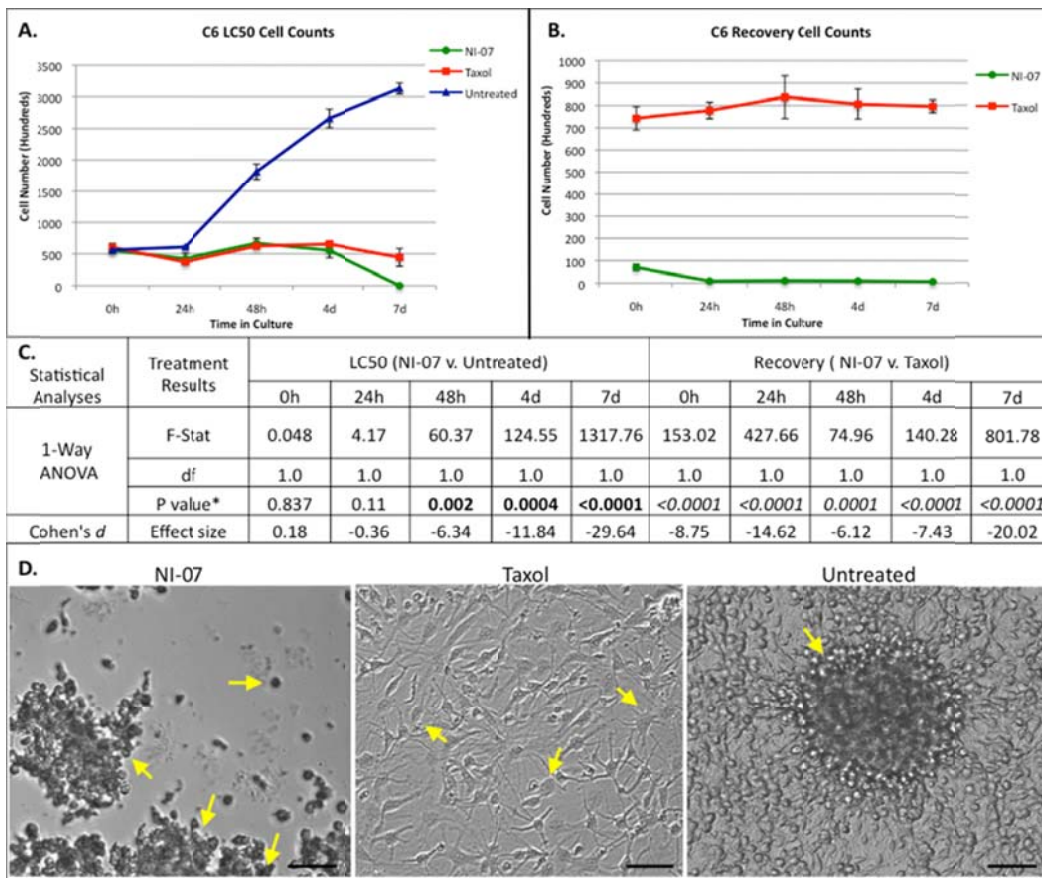 A.
C6 LC50 Cell Counts
NI-07
Taxol
Untreated
3500
3000
2500
2000
1500
1000
500
0
Cell Number (Hundreds)
0h 24h 48h 4d 7d
Time in Culture
B.
C6 Recovery Cell Counts
NI-07
Taxol
1000
900
800
700
600
500
400
300
200
100
0
Cell Number (Hundreds)
0h 24h 48h 4d 7d
Time in Culture
C.
Statistical Analyses Treatment Results LC50 (NI-07 v. Untreated) Recovery ( NI-07 v. Taxol)
0h 24h 48h 4d 7d 0h 24h 48h 4d 7d
1-Way ANOVA F-Stat 0.048 4.17 60.37 124.55 1317.76 153.02 427.66 74.96 140.28 801.78
df 1.0 1.0 1.0 1.0 1.0 1.0 1.0 1.0 1.0 1.0
P value* 0.837 0.11 0.002 0.0004 <0.0001 <0.0001 <0.0001 0.0001 <0.0001 <0.0001
Cohen's d Effect size 0.18 -0.36 -6.34 -11.84 -29.64 -8.75 -14.62 -6.12 -7.43 -20.02
D.
NI-07 Taxol Untreated